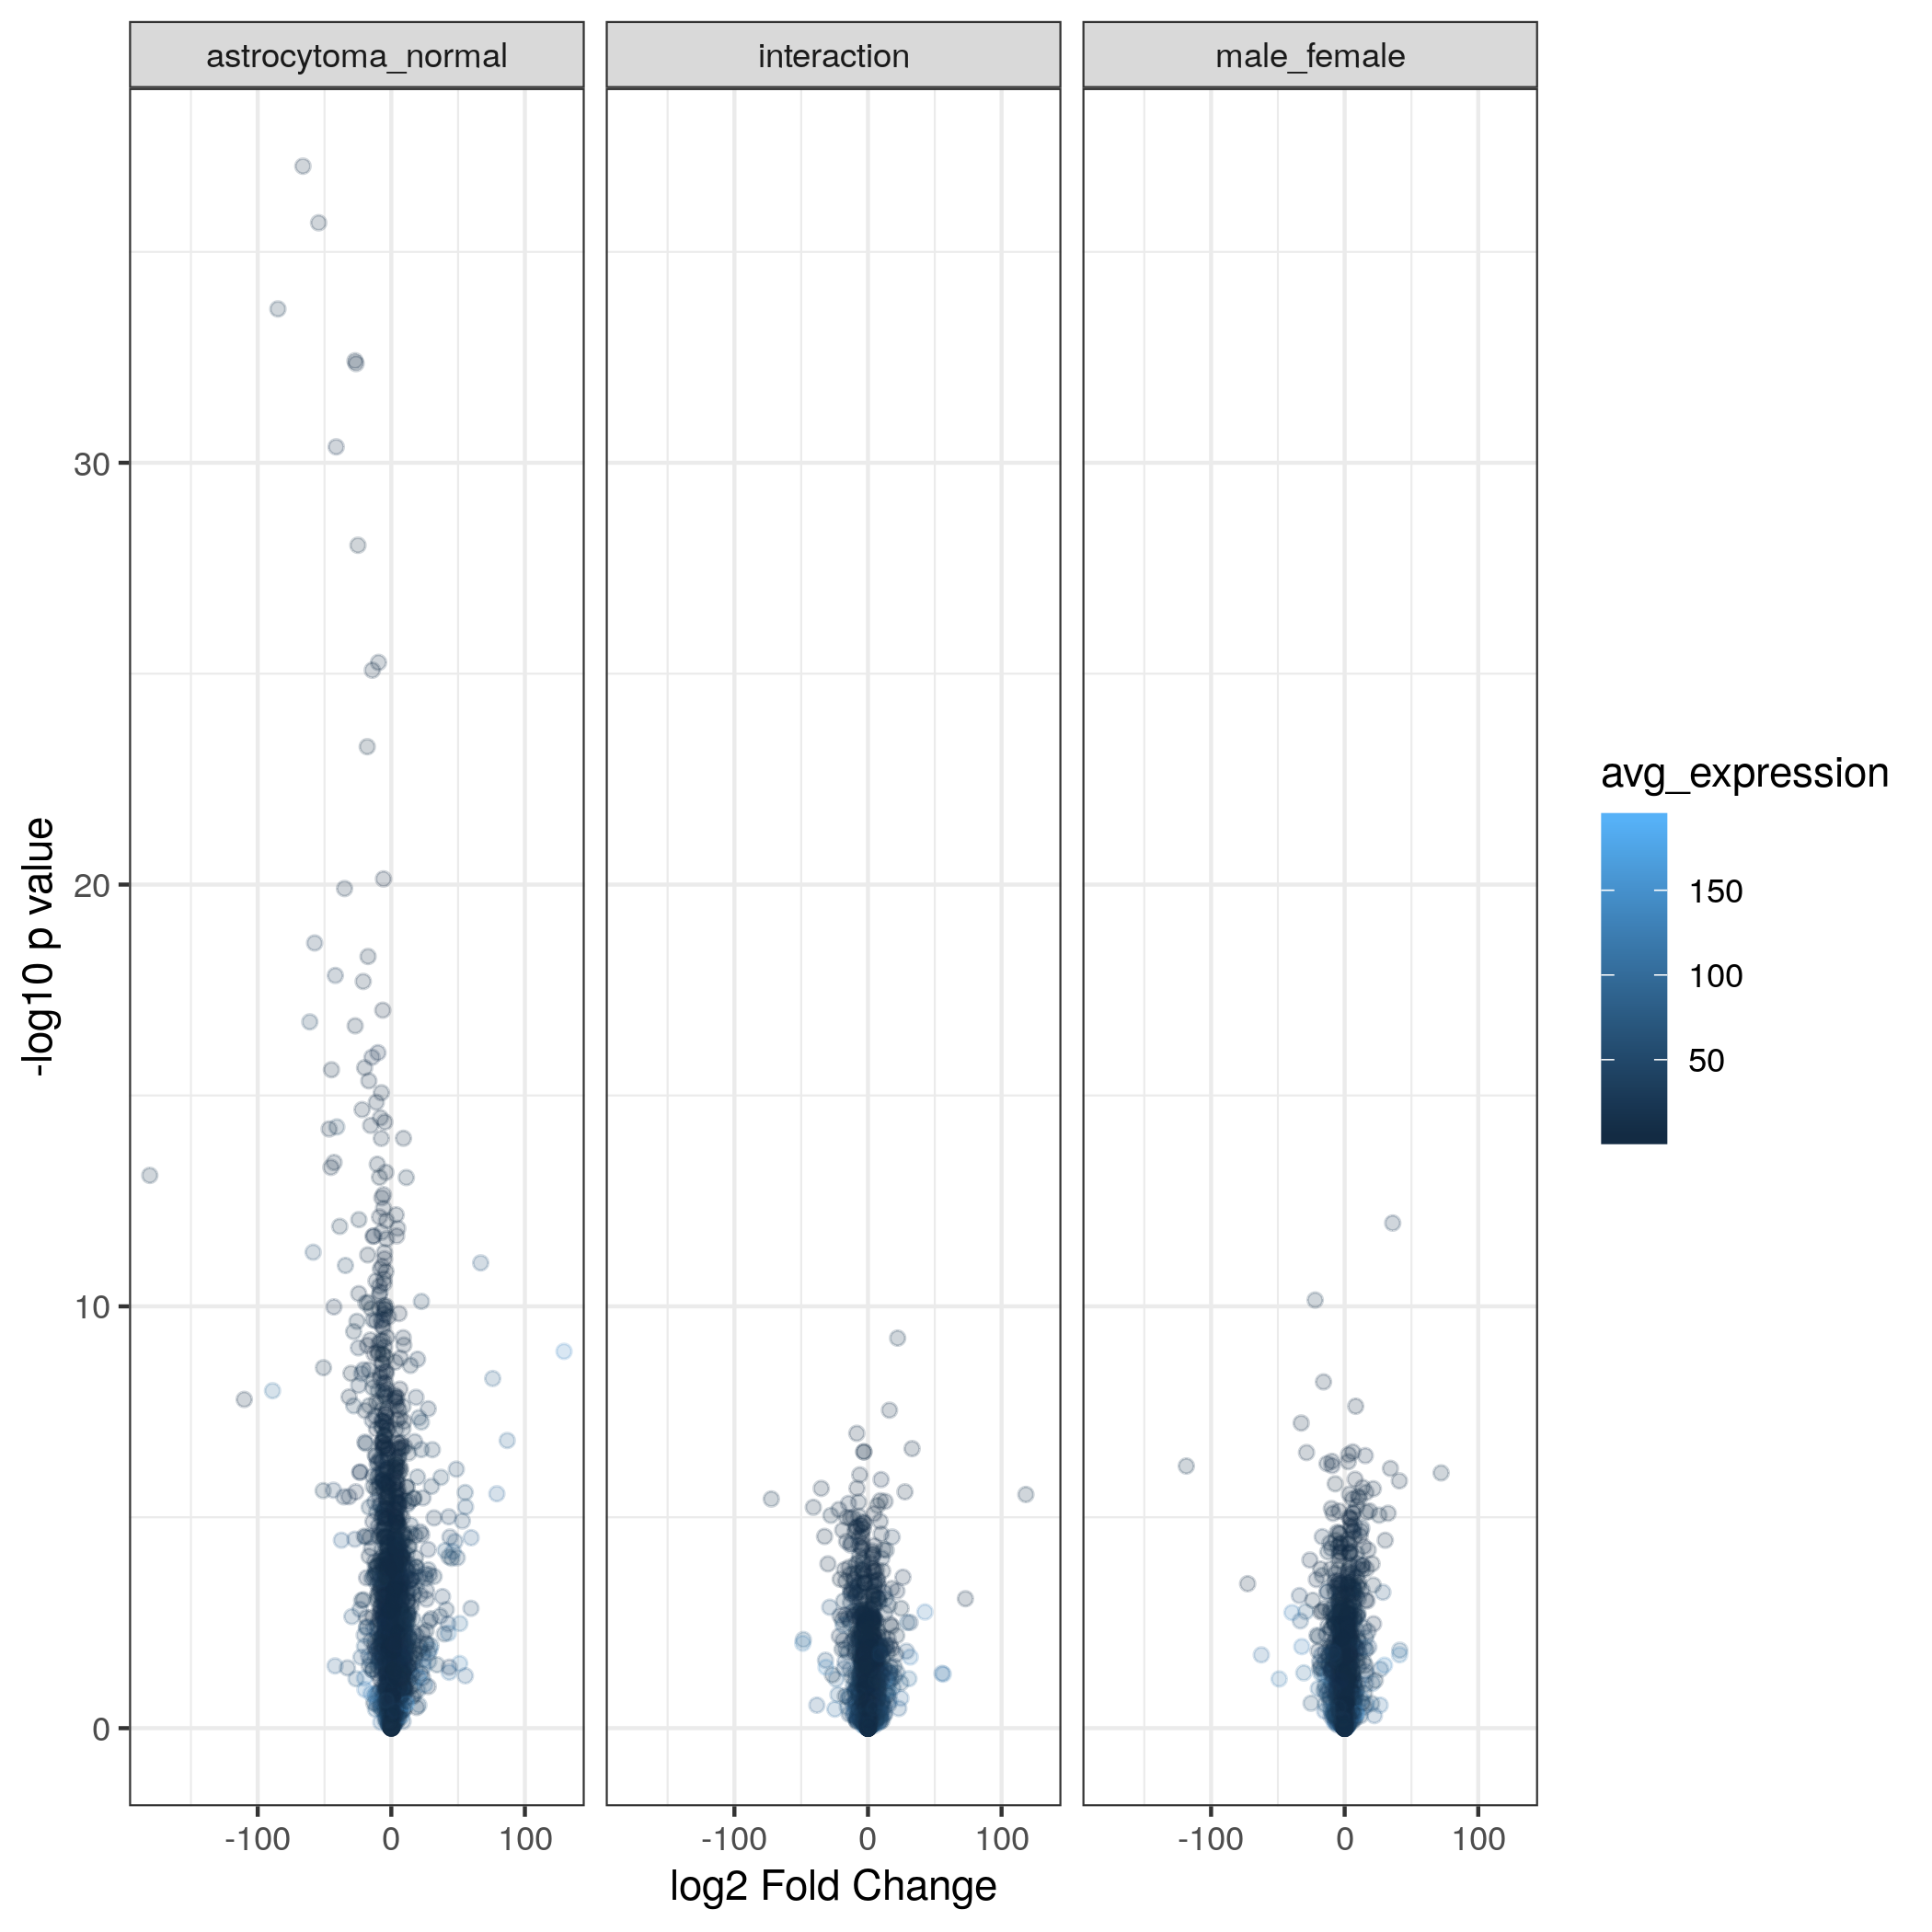 astrocytoma_normal interaction male_female
-log10 p value
30
20
10
0
-100 0 100 -100 0 100 -100 0 100
log2 Fold Change
avg_expression
150
100
50